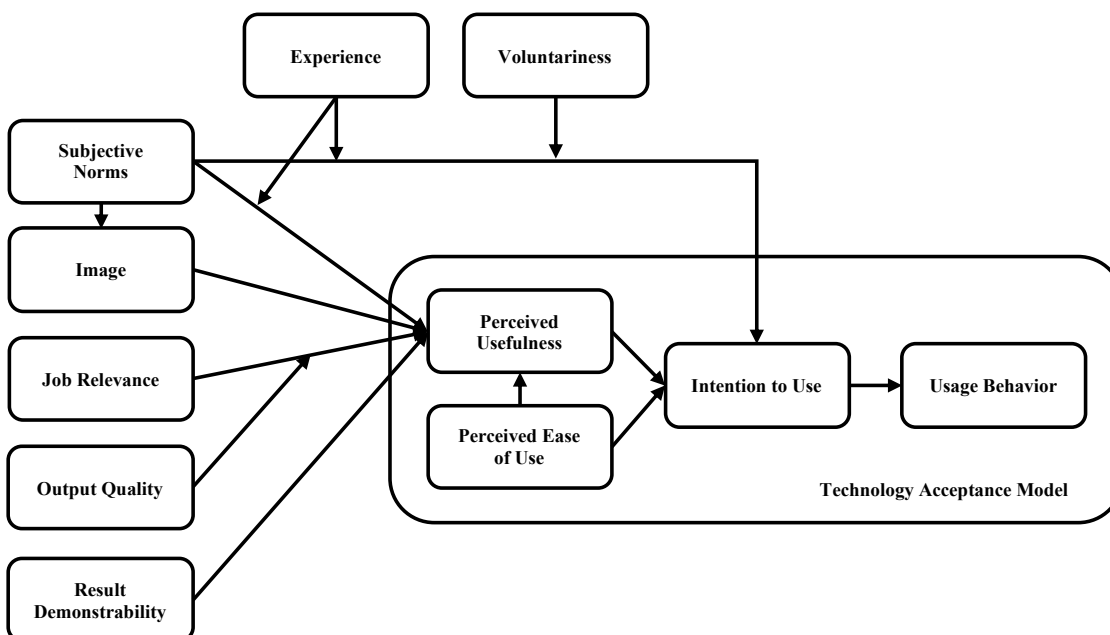 Experience
Voluntariness
Subjective
Norms
Image
Job Relevance
Output Quality
Result
Demonstrability
Perceived
Usefulness
Perceived Ease
of Use
Intention to Use
Usage Behavior
Technology Acceptance Model